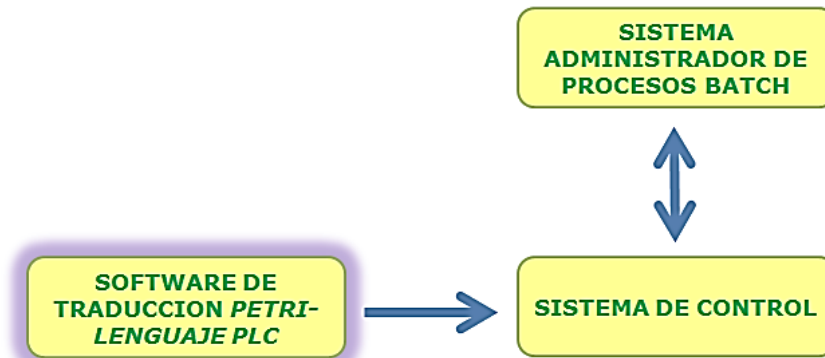 SISTEMA
ADMINISTRADOR DE
PROCESOS BATCH
SOFTWARE DE
TRADUCCION PETRI-
LENGUAJE PLC
SISTEMA DE CONTROL